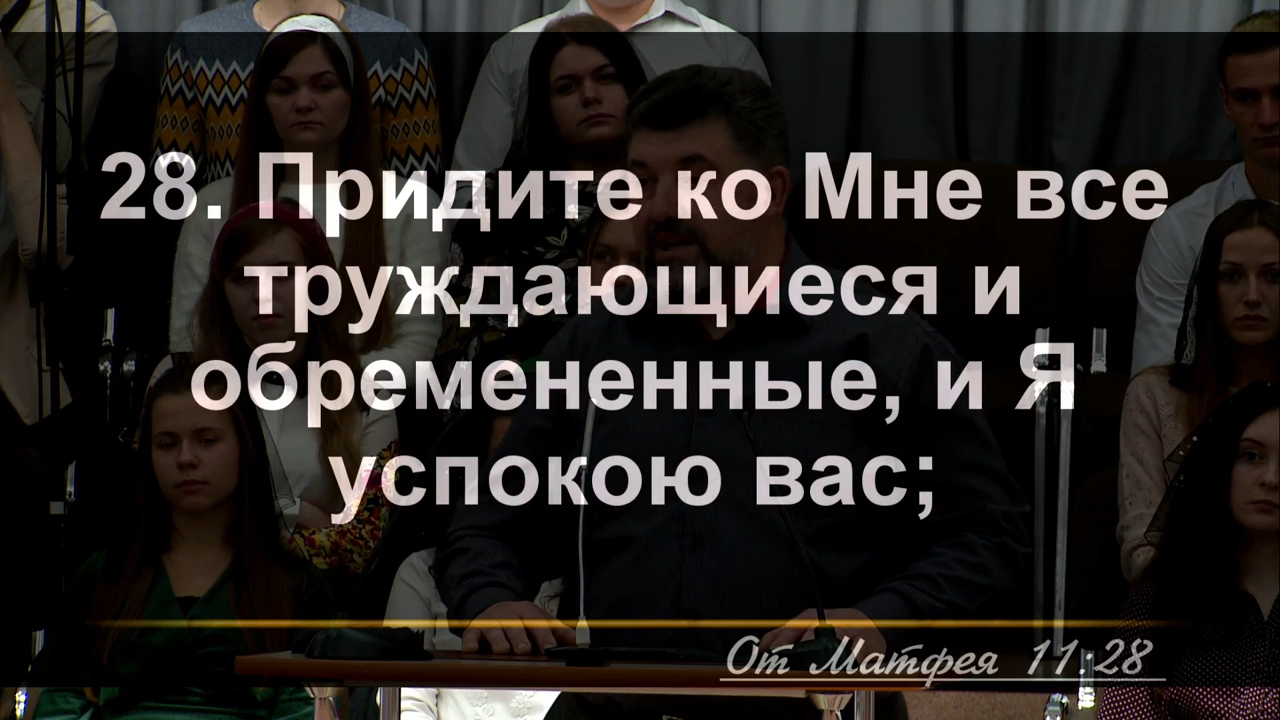 28. Придите ко Мне все
труждающиеся и
обремененные, и Я
успокою вас;
От Матфея 11:28